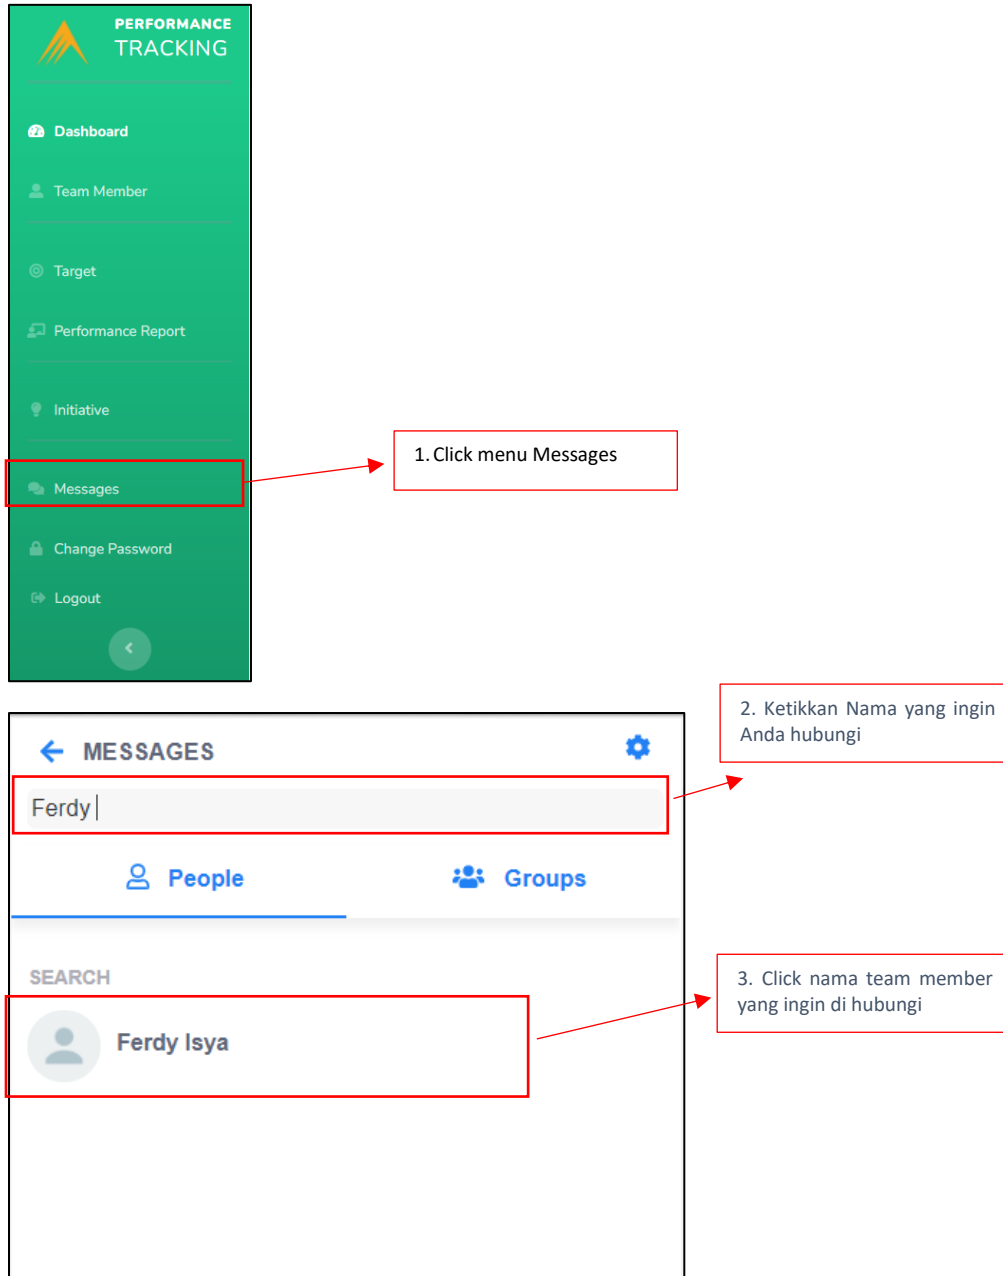 PERFORMANCE
TRACKING
Dashboard
Team Member
Target
Performance Report
Initiative
Messages
Change Password
Logout
1. Click menu Messages
2. Ketikkan Nama yang ingin
Anda hubungi
MESSAGES
Ferdy
People
Groups
SEARCH
Ferdy Isya
3. Click nama team member
yang ingin di hubungi